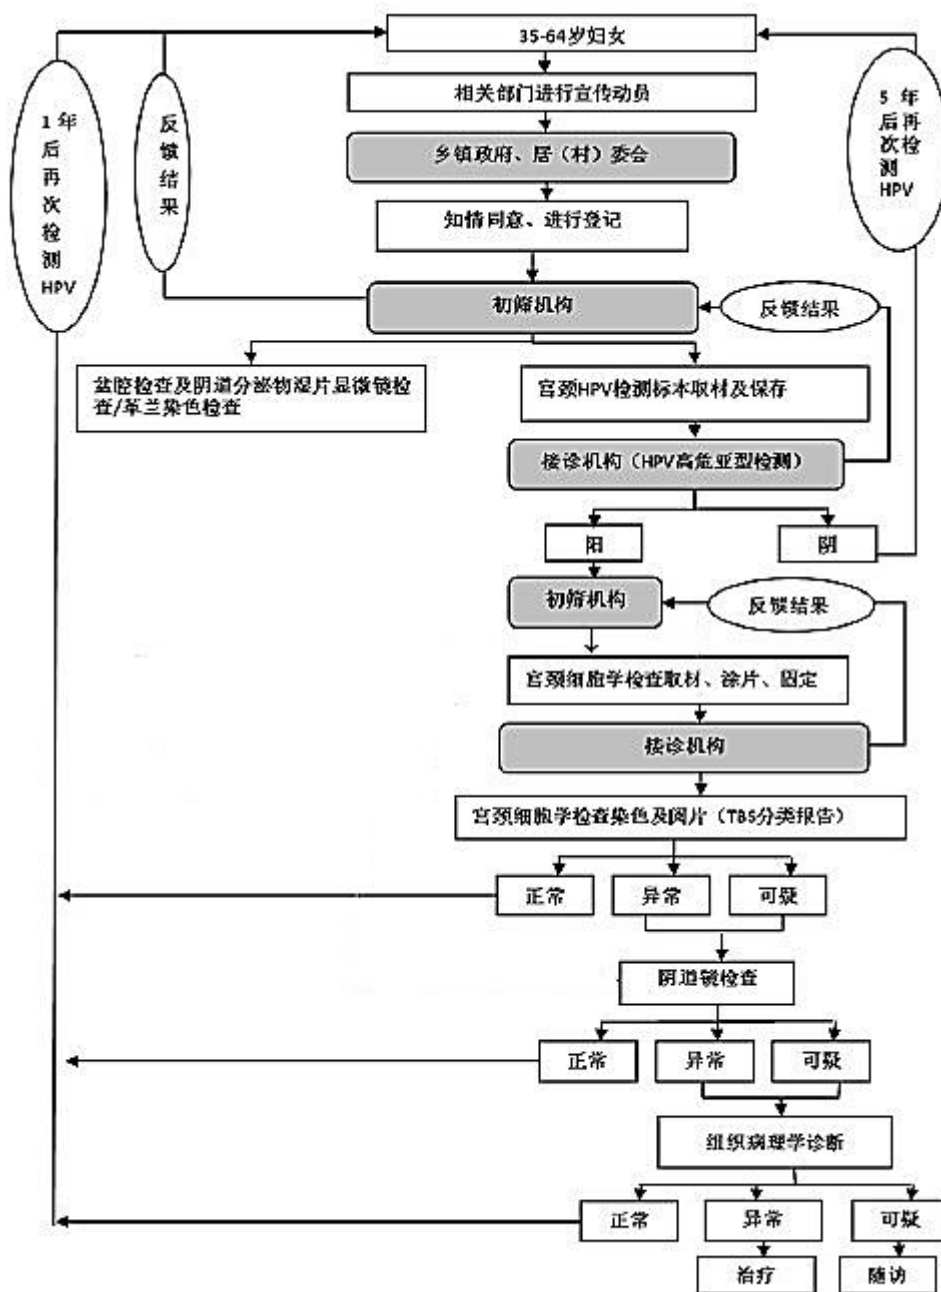 35-64岁妇女
相关部门进行宣传动员
乡镇政府、居（村）委会
知情同意、进行登记
1年
后
再
次
检
测
HPV
反
馈
结
果
5 年
后再
次检
测
HPV
初筛机构
反馈结果
盆腔检查及阴道分泌物湿片显微镜检
查/革兰染色检查
宫颈HPV检测标本取材及保存
接诊机构（HPV高危亚型检测）
阳
阴
初筛机构
反馈结果
宫颈细胞学检查取材、涂片、固定
接诊机构
宫颈细胞学检查染色及阅片（TBS分类报告）
正常
异常
可疑
阴道镜检查
正常
异常
可疑
组织病理学诊断
正常
异常
可疑
治疗
随访